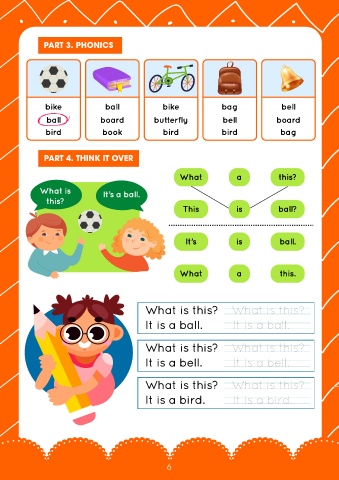 PART 3. PHONICS
bike ball bike bag bell
ball board butterfly bell board
bird book bird bird bag
PART 4. THINK IT OVER
What is
this?
It's a ball.
What a this?
This is ball?
It's is ball.
What a this.
What is this? What is this?
It is a ball. It is a ball.
What is this? What is this?
It is a bell. It is a bell.
What is this? What is this?
It is a bird. It is a bird
6